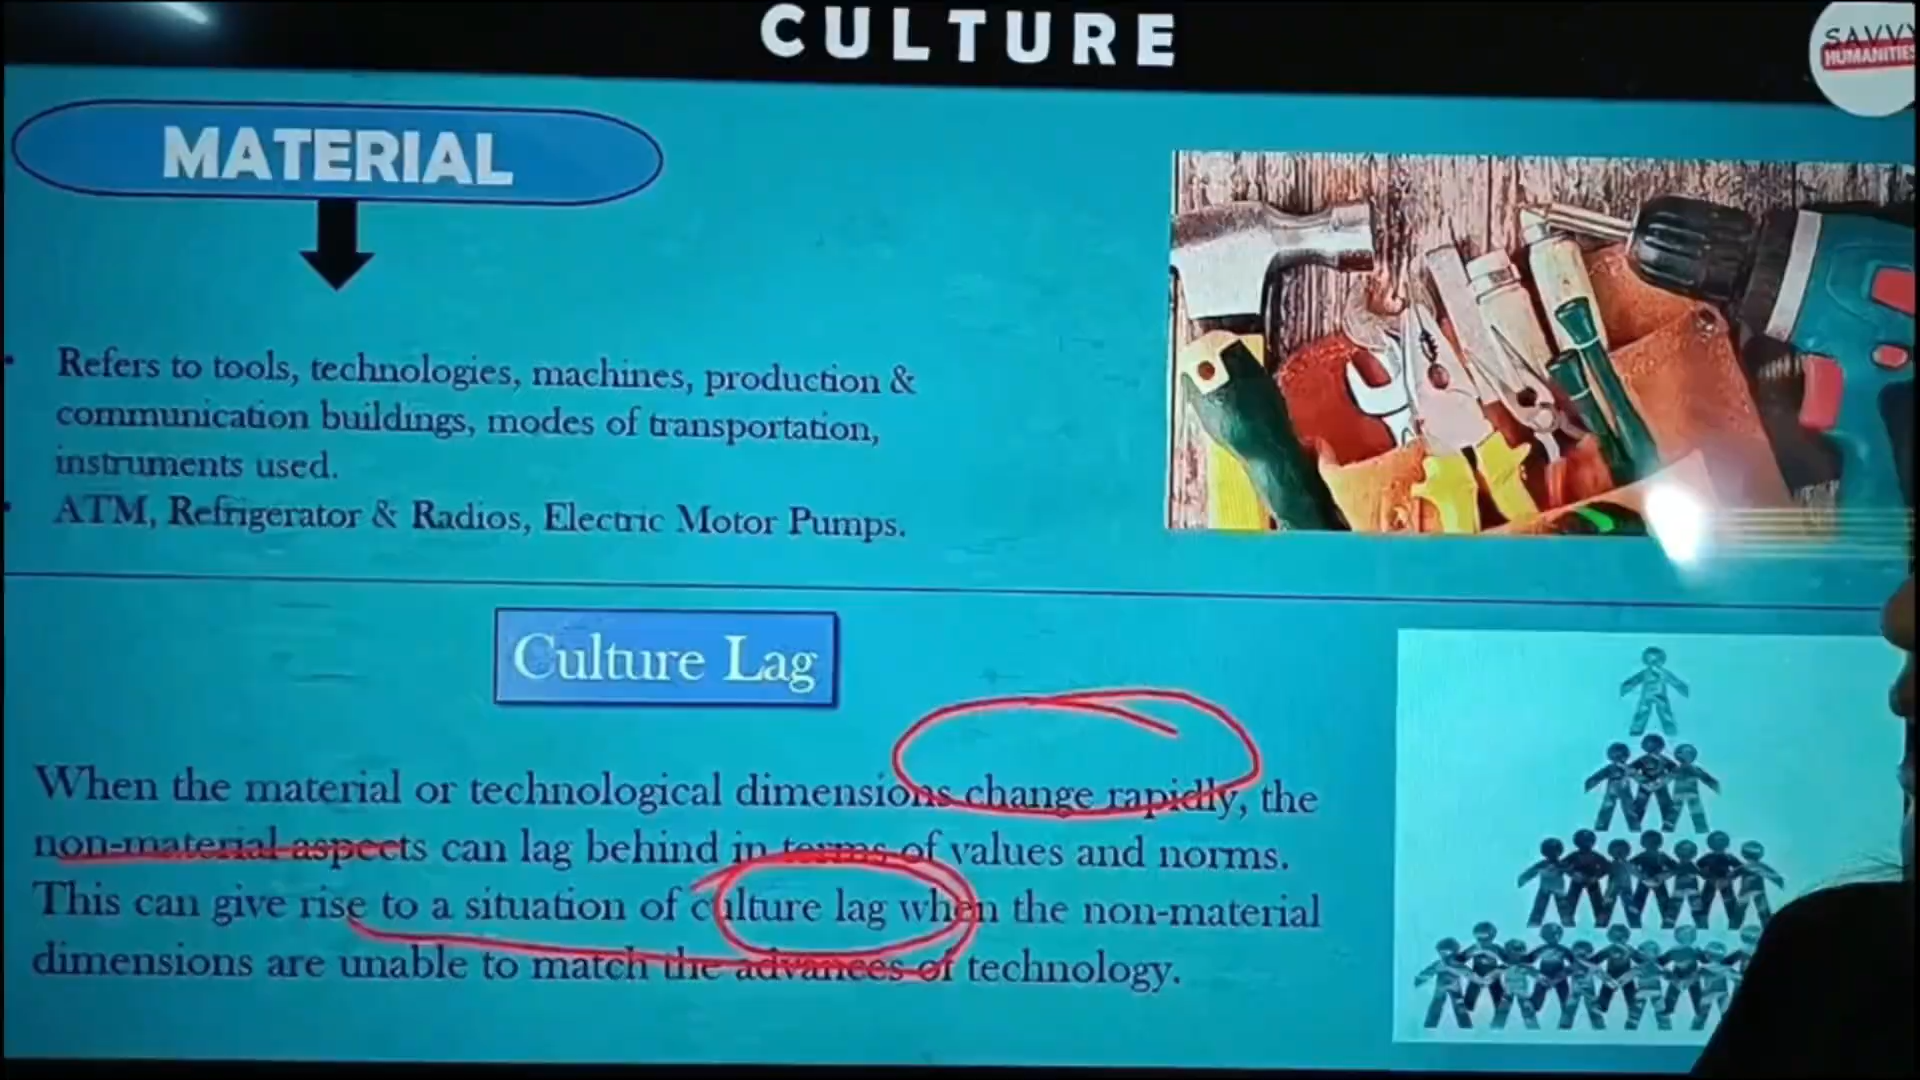 CULTURE
SAVVY
HUMANITIES
MATERIAL
Refers to tools, technologies, machines, production &
communication buildings, modes of transportation,
instruments used.
ATM, Refrigerator & Radios, Electric Motor Pumps.
Culture Lag
When the material or technological dimensions change rapidly, the
non-material aspects can lag behind in terms of values and norms.
This can give rise to a situation of culture lag when the non-material
dimensions are unable to match the advances of technology.